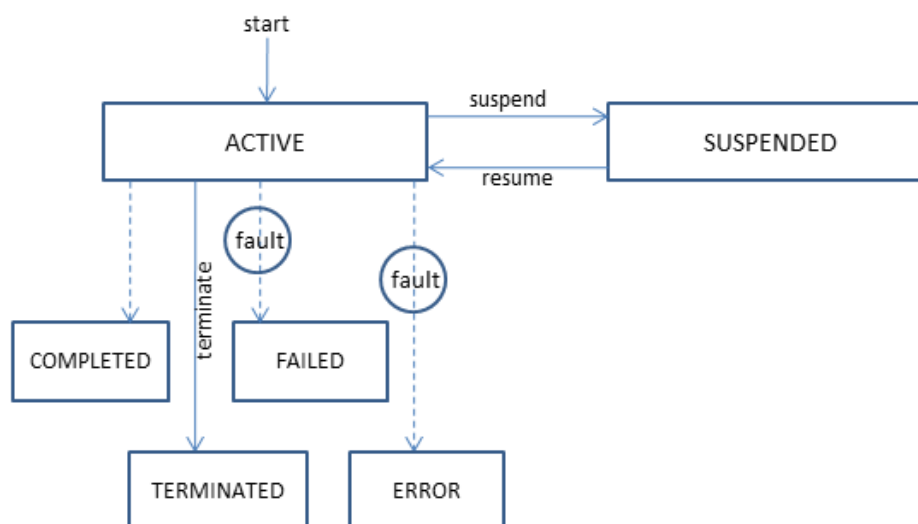 start
suspend
ACTIVE
SUSPENDED
resume
fault
fault
terminate
COMPLETED
FAILED
TERMINATED
ERROR